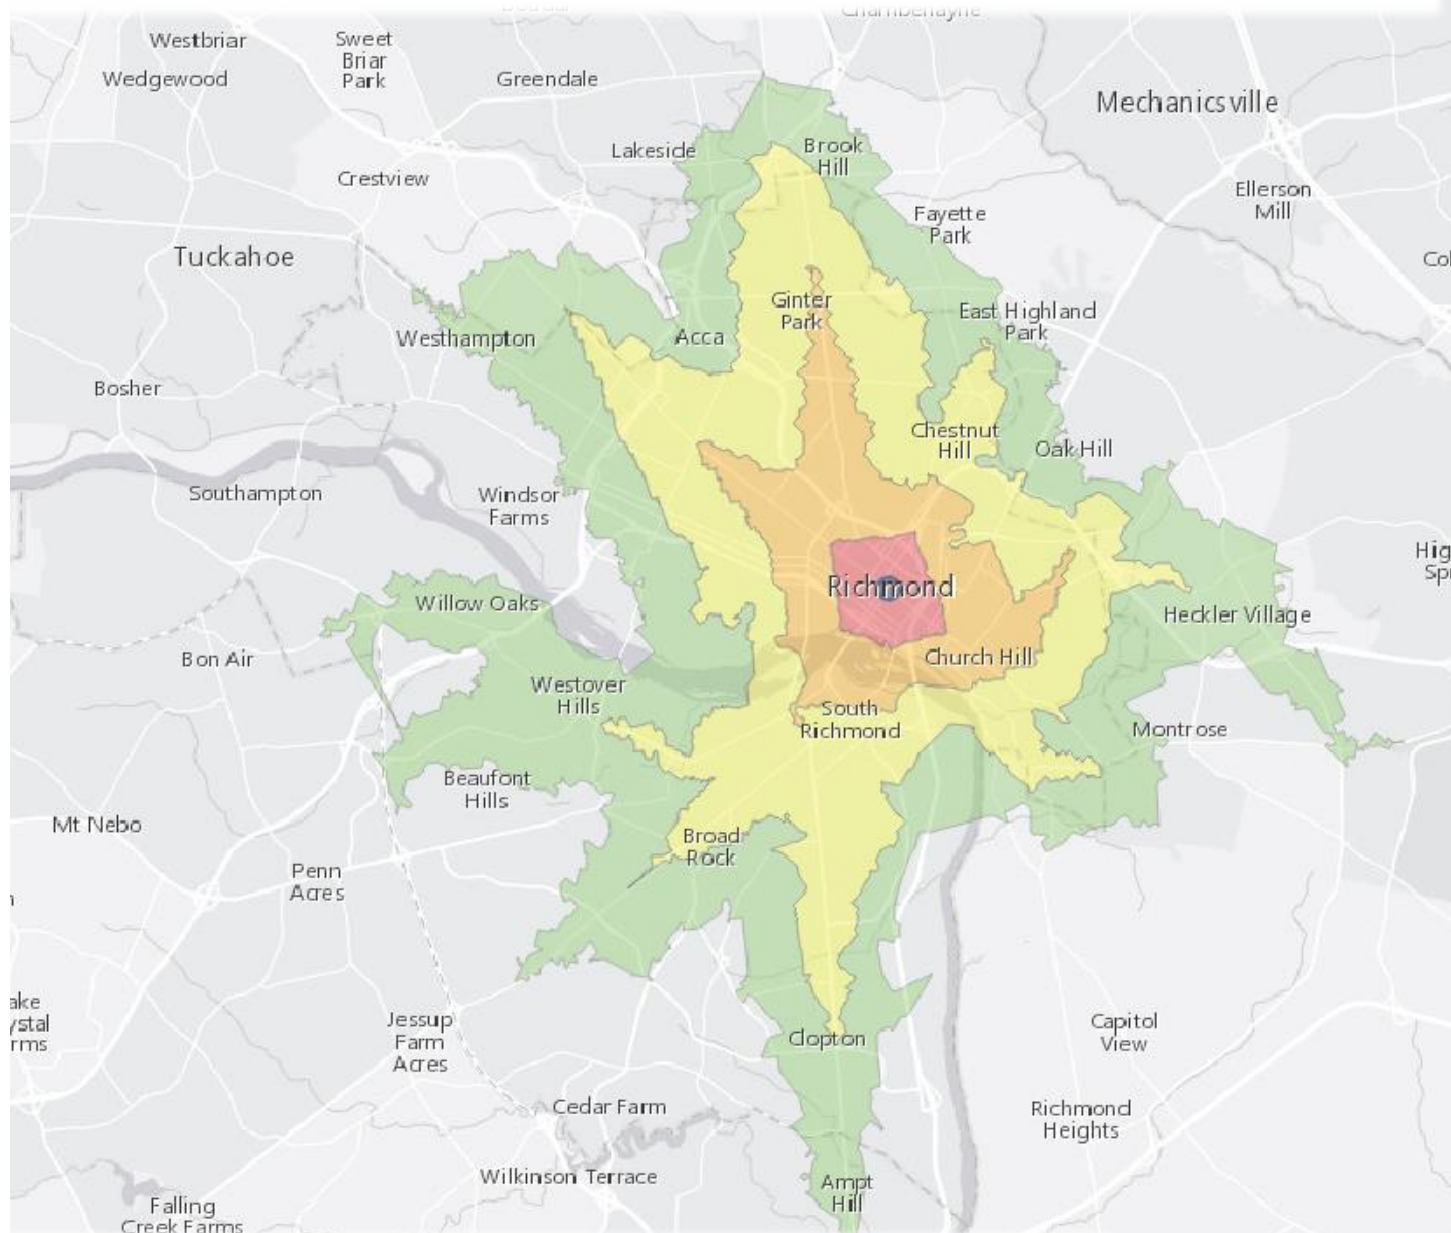 Westbriar
Sweet
Briar
Park
Wedgewood
Greendale
Mechanicsville
Lakeside
Brook
Hill
Crestview
Ellerson
Mill
Fayette
Park
Tuckahoe
Ginter
Park
East Highland
Park
Westhampton
Acca
Bosher
Chestnut
Hill
Oak Hill
Southampton
Windsor
Farms
Richmond
Willow Oaks
Heckler Village
Bon Air
Church Hill
Westover
Hills
South
Richmond
Montrose
Beaufont
Hills
Mt Nebo
Broad
Rock
Penn
Acres
Jessup
Farm
Acres
Clopton
Capitol
View
Cedar Farm
Richmond
Heights
Wilkinson Terrace
Ampt
Hill
Falling
Creek Farms